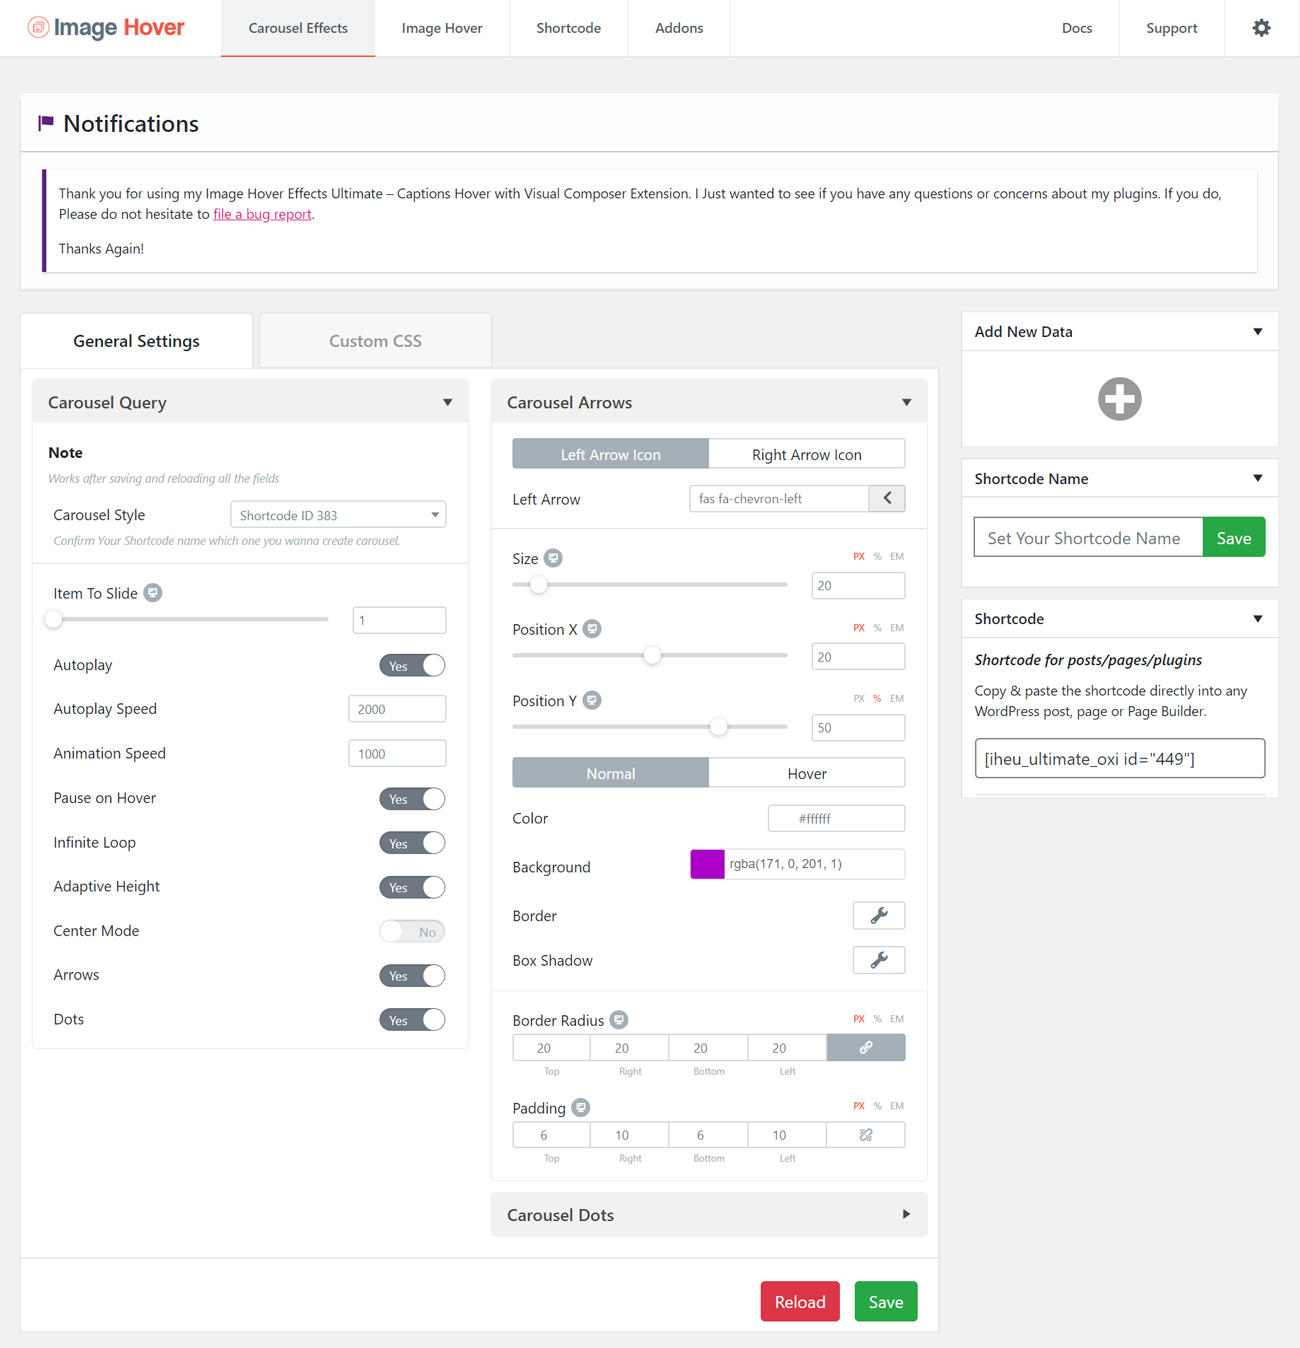 Image Hover
Carousel Effects
Image Hover
Shortcode
Addons
Docs
Support
Notifications
Thank you for using my Image Hover Effects Ultimate – Captions Hover with Visual Composer Extension. I Just wanted to see if you have any questions or concerns about my plugins. If you do,
Please do not hesitate to file a bug report.
Thanks Again!
General Settings
Custom CSS
Carousel Query
Note
Works after saving and reloading all the fields
Carousel Style
Shortcode ID 383
Confirm Your Shortcode name which one you wanna create carousel.
Item To Slide
1
Autoplay
Yes
Autoplay Speed
2000
Animation Speed
1000
Pause on Hover
Yes
Infinite Loop
Yes
Adaptive Height
Yes
Center Mode
No
Arrows
Yes
Dots
Yes
Carousel Arrows
Left Arrow Icon
Right Arrow Icon
Left Arrow
fas fa-chevron-left
Size
PX % EM
20
Position X
PX % EM
20
Position Y
PX % EM
50
Normal
Hover
Color
#ffffff
Background
rgba(171, 0, 201, 1)
Border
Box Shadow
Border Radius
PX % EM
20 20 20 20
Top Right Bottom Left
Padding
PX % EM
6 10 6 10
Top Right Bottom Left
Carousel Dots
Reload
Save
Add New Data
Shortcode Name
Set Your Shortcode Name
Save
Shortcode
Shortcode for posts/pages/plugins
Copy & paste the shortcode directly into any
WordPress post, page or Page Builder.
[iheu_ultimate_oxi id="449"]